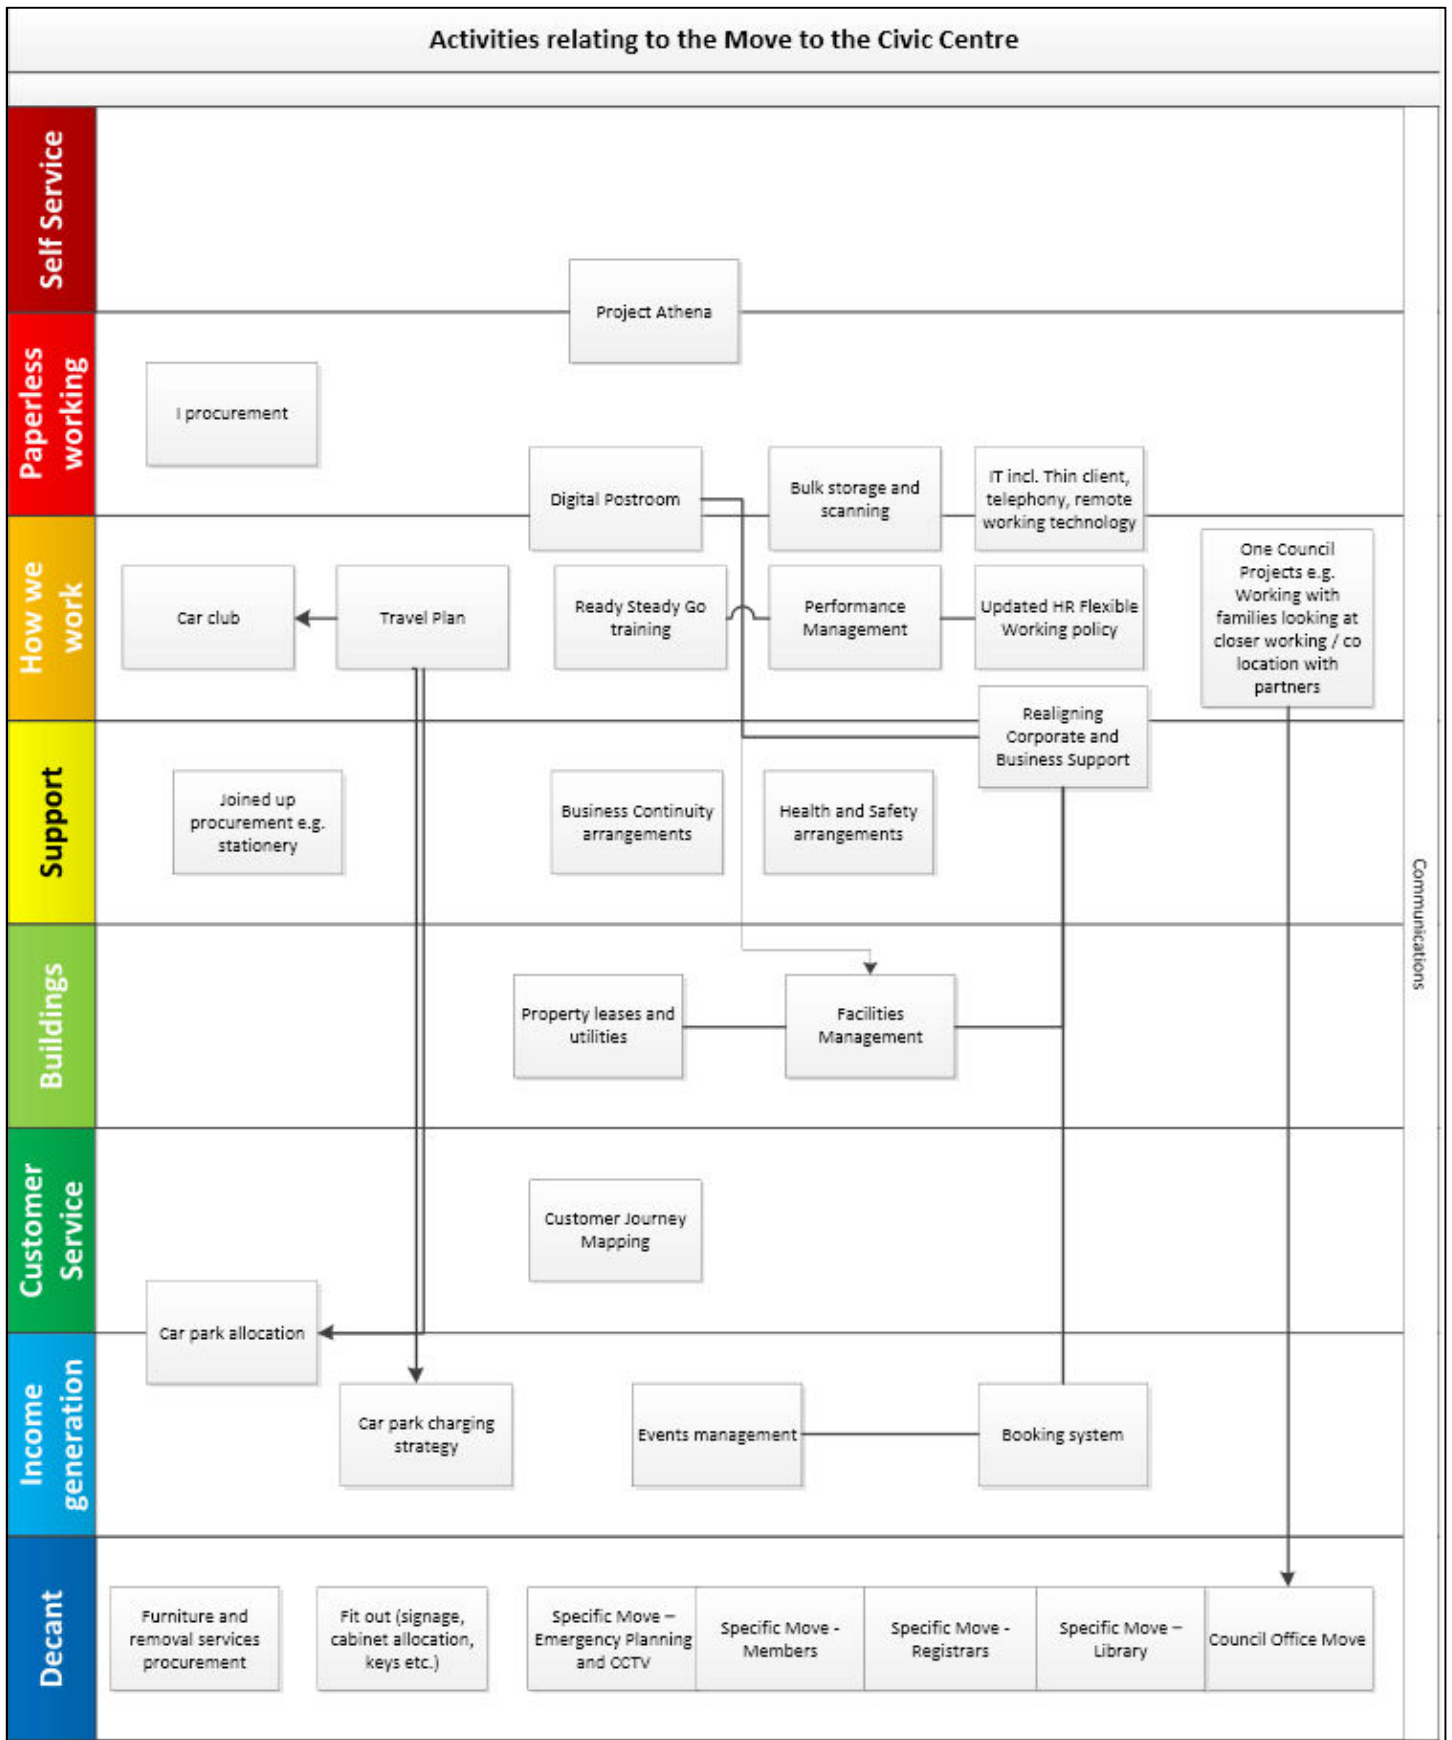 Activities relating to the Move to the Civic Centre
Self Service
Project Athena
Paperless
working
I procurement
Digital Postroom
Bulk storage and
scanning
IT incl. Thin client,
telephony, remote
working technology
How we
work
Car club
Travel Plan
Ready Steady Go
training
Performance
Management
Updated HR Flexible
Working policy
One Council
Projects e.g.
Working with
families looking at
closer working / co
location with
partners
Realigning
Corporate and
Business Support
Support
Joined up
procurement e.g.
stationery
Business Continuity
arrangements
Health and Safety
arrangements
Communications
Buildings
Property leases and
utilities
Facilities
Management
Customer
Service
Customer Journey
Mapping
Car park allocation
Income
generation
Car park charging
strategy
Events management
Booking system
Decant
Furniture and
removal services
procurement
Fit out (signage,
cabinet allocation,
keys etc.)
Specific Move –
Emergency Planning
and CCTV
Specific Move -
Members
Specific Move -
Registrars
Specific Move –
Library
Council Office Move